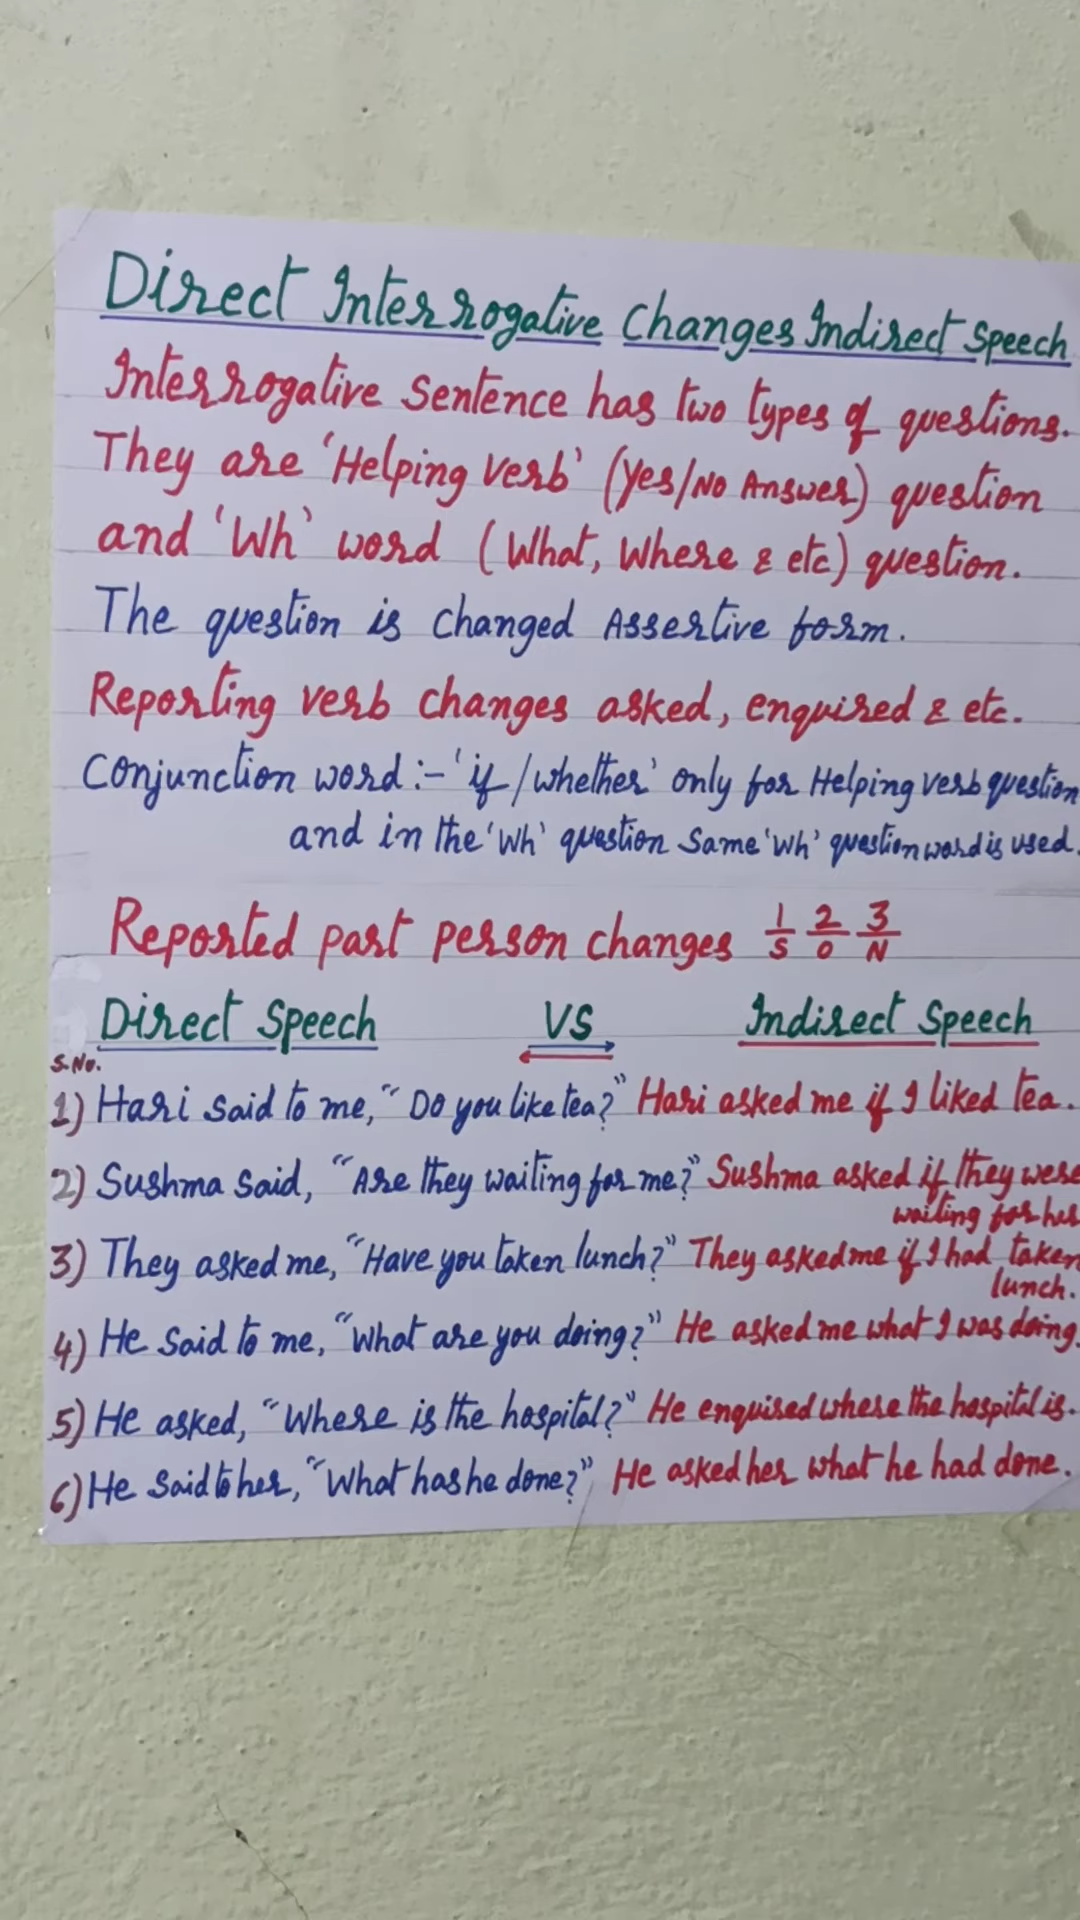 Direct Interrogative Changes Indirect Speech
Interrogative Sentence has two types of questions.
They are 'Helping verb' (Yes/No Answer) question
and 'Wh' word (What, Where & etc) question.
The question is changed Assertive form.
Reporting verb changes asked, enquired & etc.
Conjunction word :- 'if/whether' only for Helping verb question
and in the 'Wh' question Same 'Wh' question word is used.
Reported part person changes 1/S 2/O 3/N
Direct Speech VS Indirect Speech
S.No.
1) Hari said to me, "Do you like tea?" Hari asked me if I liked tea.
2) Sushma said, "Are they waiting for me?" Sushma asked if they were
waiting for her
3) They asked me, "Have you taken lunch?" They asked me if I had taken
lunch.
4) He said to me, "What are you doing?" He asked me what I was doing.
5) He asked, "Where is the hospital?" He enquired where the hospital is.
6) He said to her, "What has he done?" He asked her what he had done.